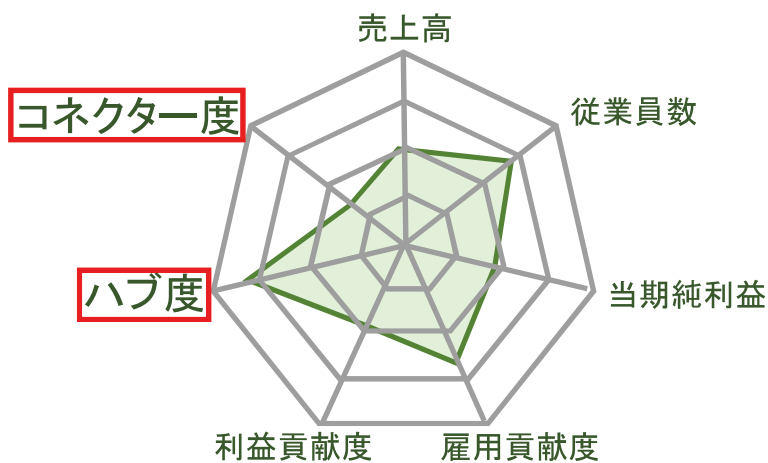 売上高
コネクター度
従業員数
ハブ度
当期純利益
利益貢献度
雇用貢献度